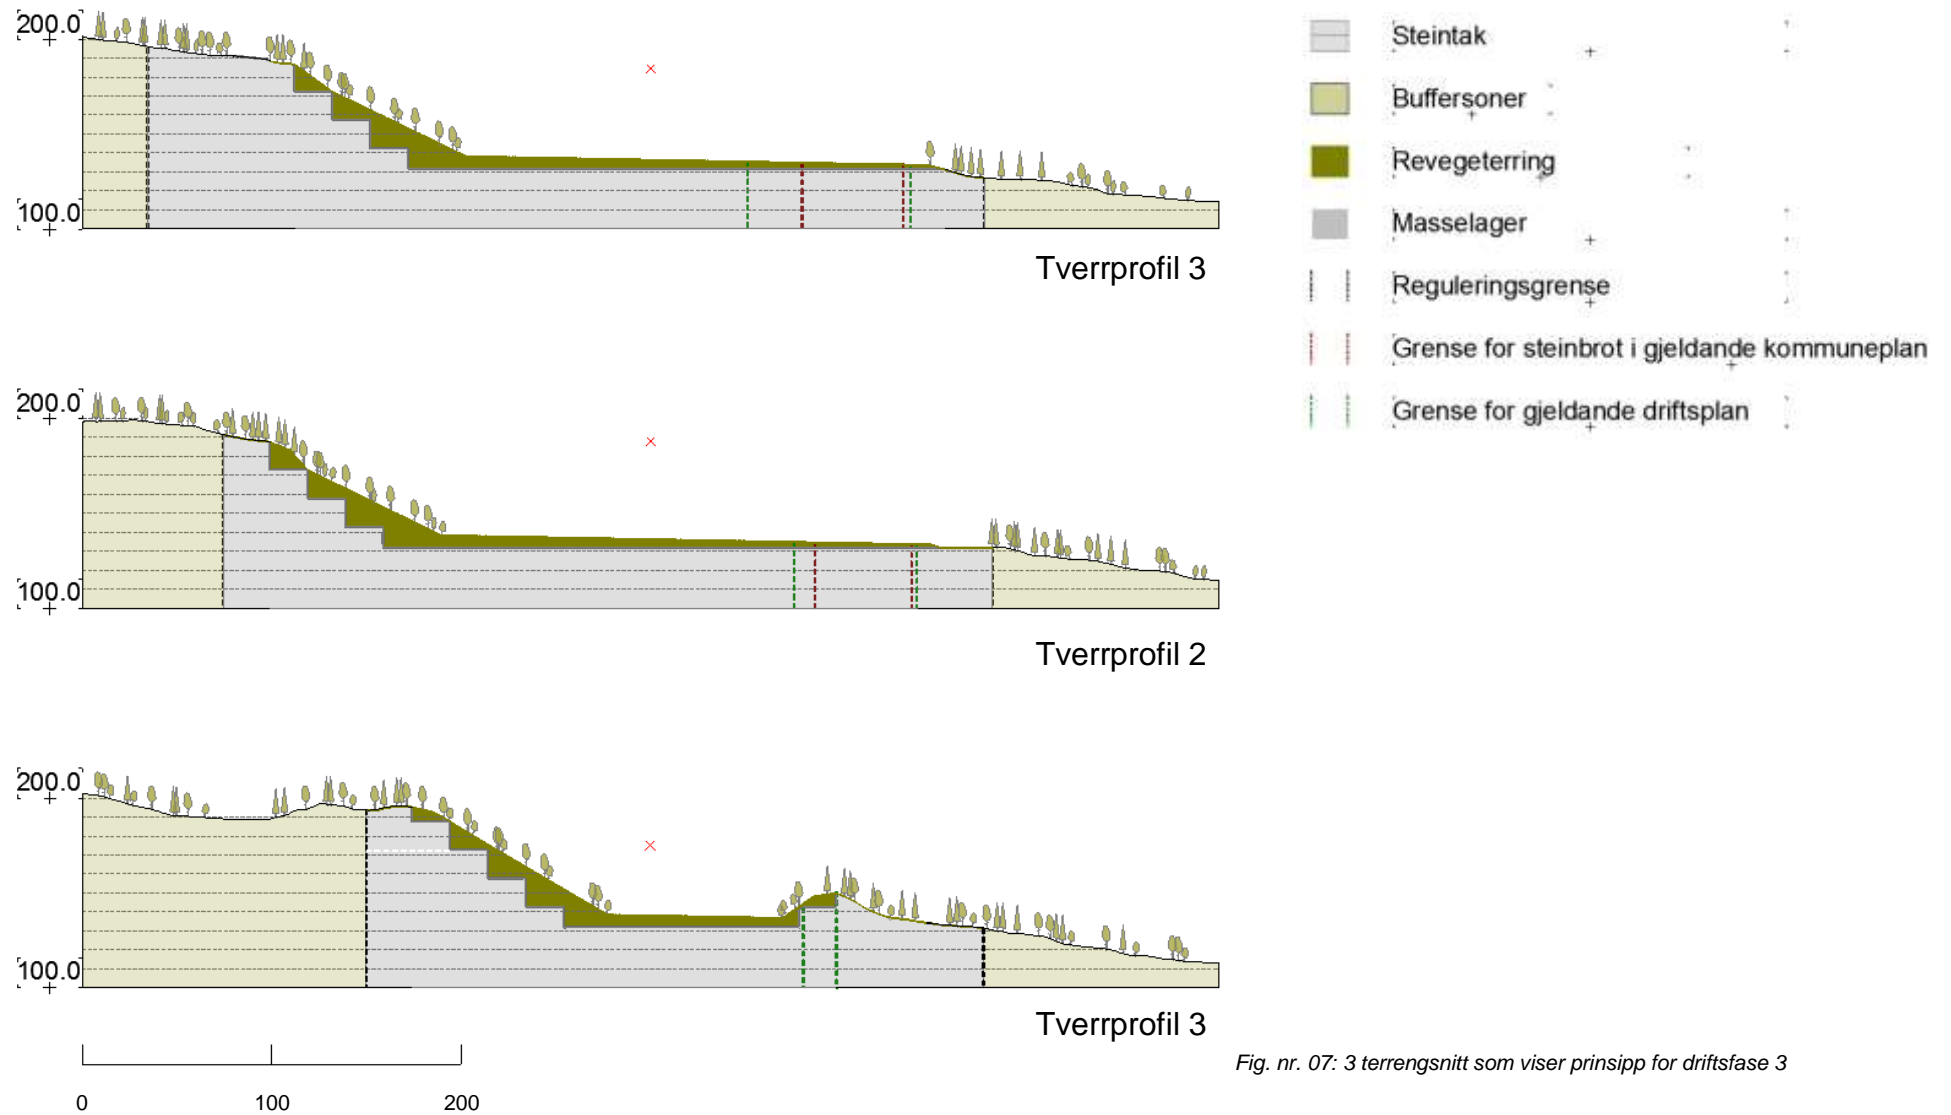 200.0
100.0
Tverrprofil 3
Steintak
Buffersoner
Revegeterring
Masselager
Reguleringsgrense
Grense for steinbrot i gjeldande kommuneplan
Grense for gjeldande driftsplan
200.0
100.0
Tverrprofil 2
200.0
100.0
Tverrprofil 3
0 100 200
Fig. nr. 07: 3 terrengsnitt som viser prinsipp for driftsfase 3